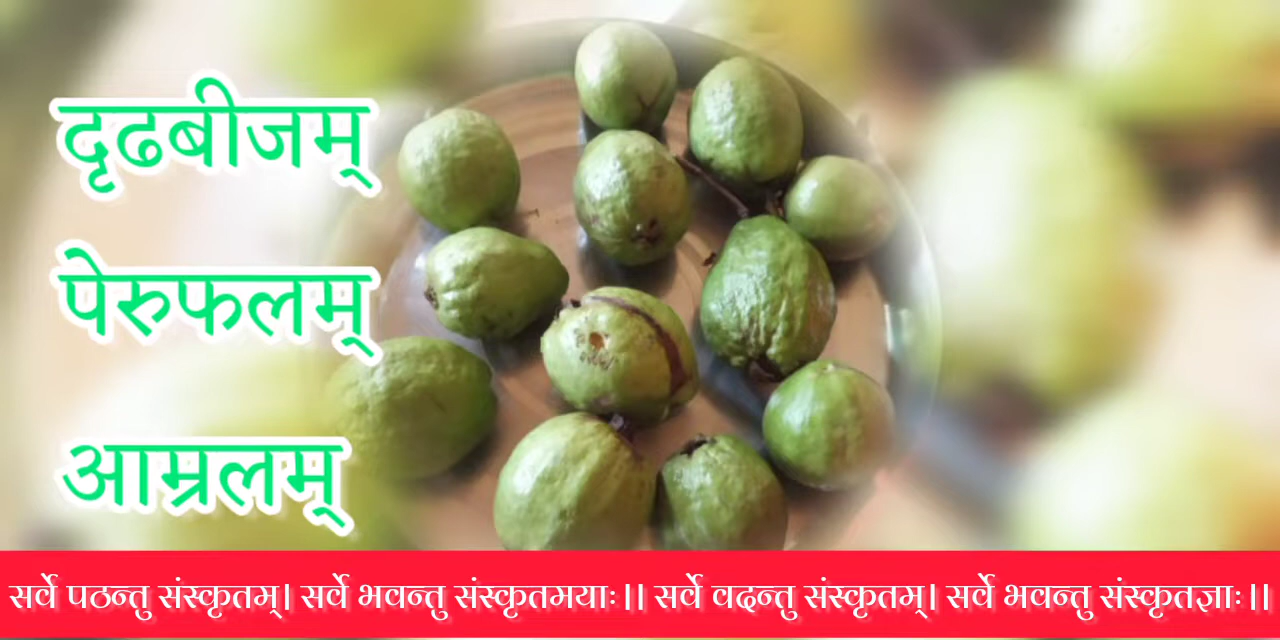 दृढबीजम्
पेरुफलम्
आम्रलम्
सर्वे पठन्तु संस्कृतम्। सर्वे भवन्तु संस्कृतमयाः।। सर्वे वदन्तु संस्कृतम्। सर्वे भवन्तु संस्कृतज्ञाः।।